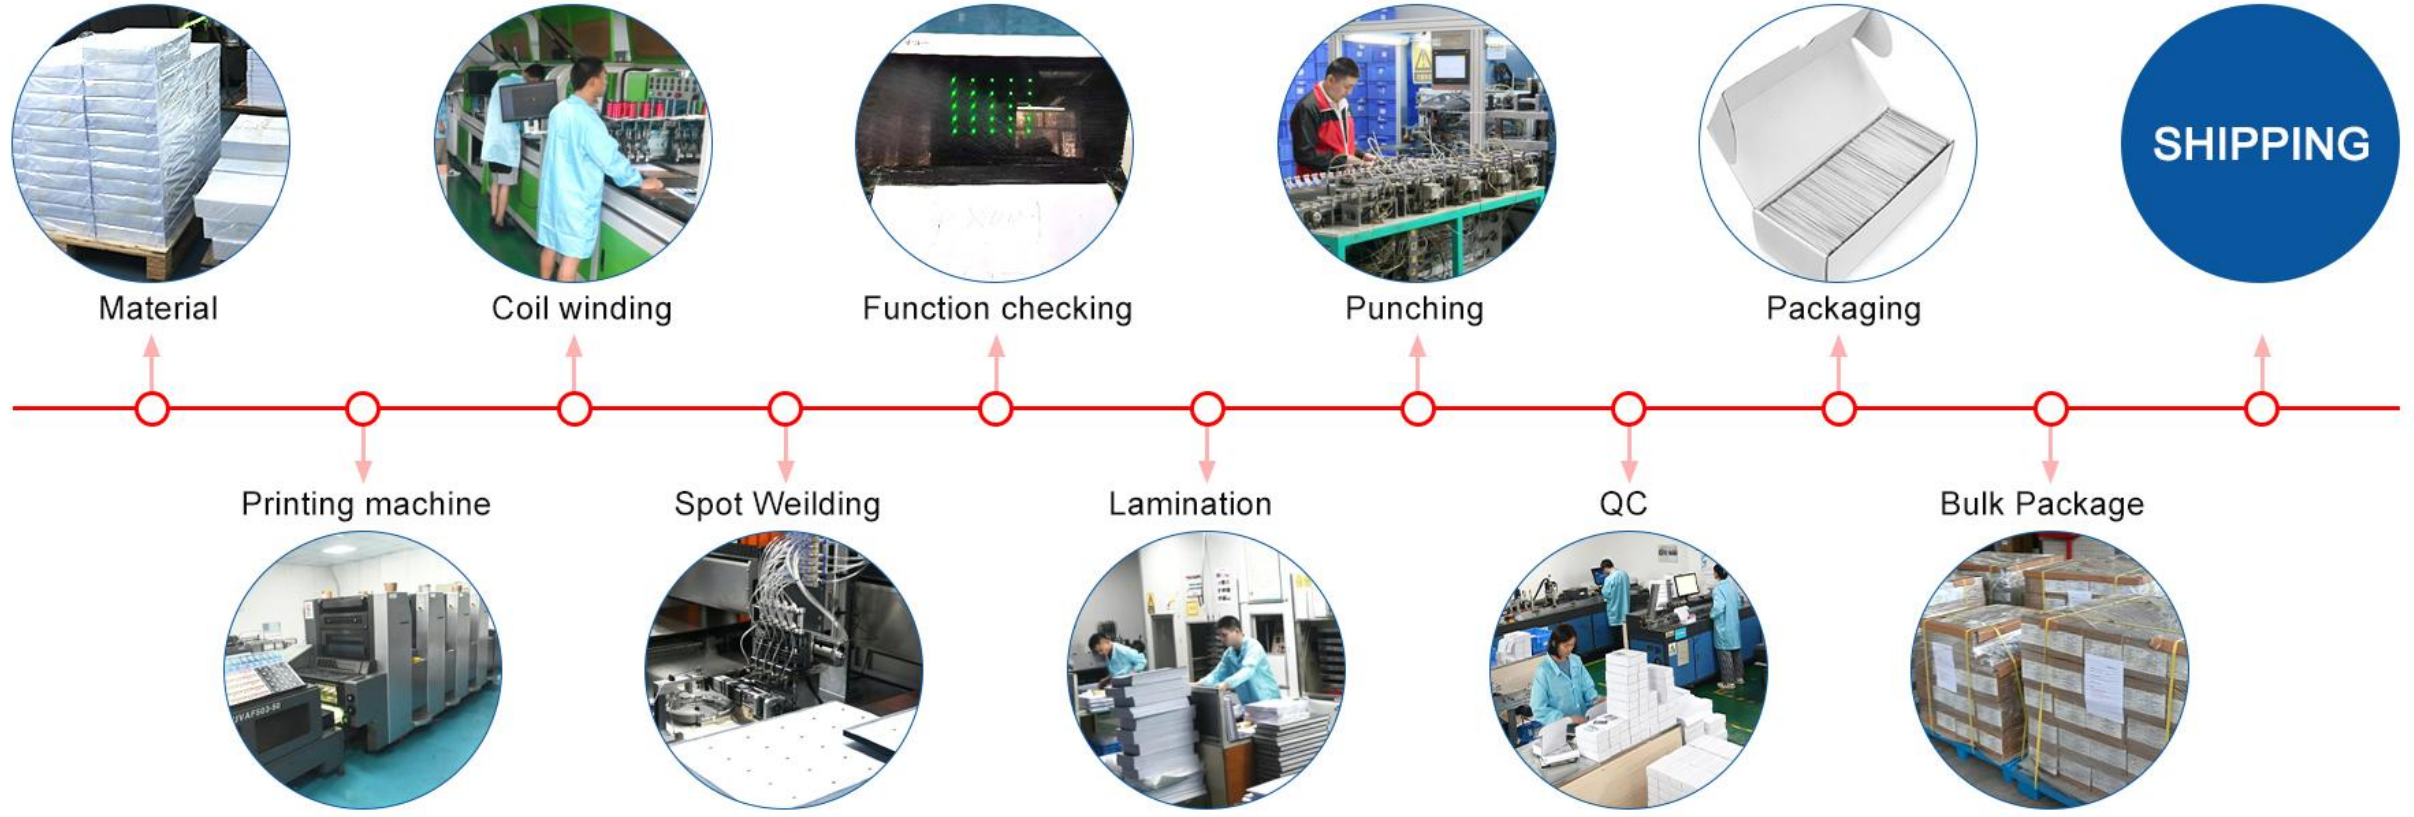 SHIPPING
Material
Coil winding
Function checking
Punching
Packaging
Printing machine
Spot Weilding
Lamination
QC
Bulk Package